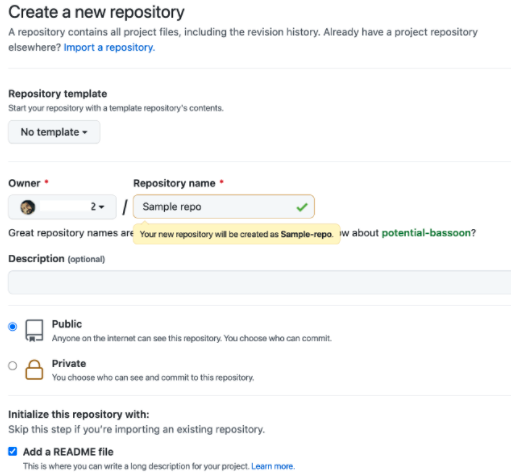 Create a new repository
A repository contains all project files, including the revision history. Already have a project repository
elsewhere? Import a repository.
Repository template
Start your repository with a template repository's contents.
No template
Owner * Repository name *
2 / Sample repo
Your new repository will be created as Sample-repo.
Great repository names are about potential-bassoon?
Description (optional)
Public
Anyone on the internet can see this repository. You choose who can commit.
Private
You choose who can see and commit to this repository.
Initialize this repository with:
Skip this step if you're importing an existing repository.
Add a README file
This is where you can write a long description for your project. Learn more.